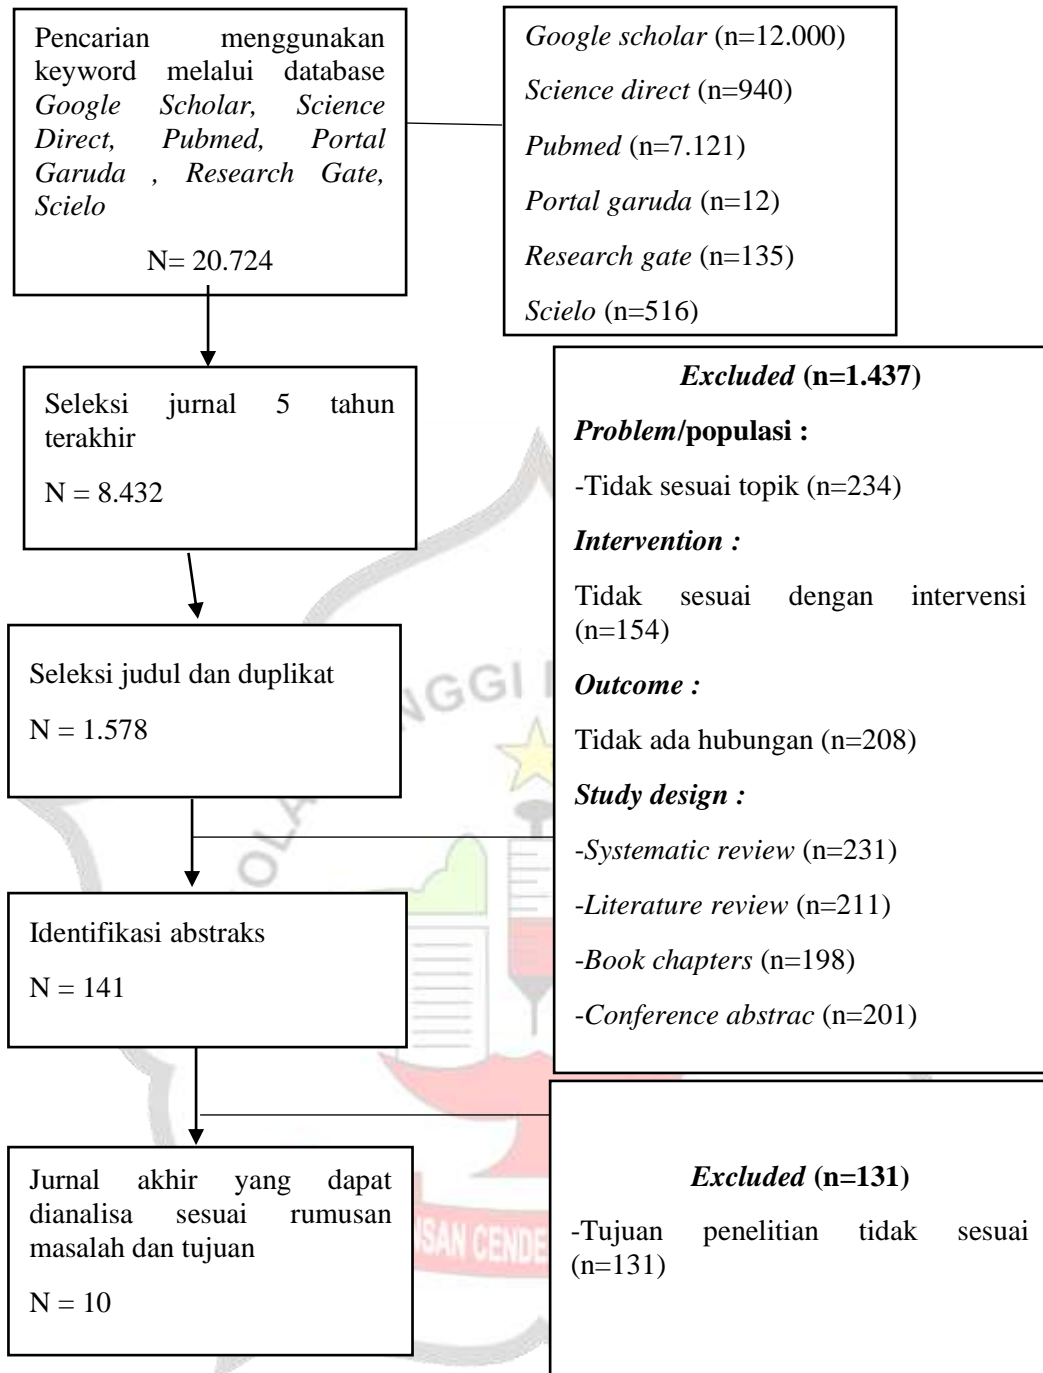 Pencarian menggunakan
keyword melalui database
Google Scholar, Science
Direct, Pubmed, Portal
Garuda , Research Gate,
Scielo
N= 20.724
Google scholar (n=12.000)
Science direct (n=940)
Pubmed (n=7.121)
Portal garuda (n=12)
Research gate (n=135)
Scielo (n=516)
Seleksi jurnal 5 tahun
terakhir
N = 8.432
Excluded (n=1.437)
Problem/populasi :
-Tidak sesuai topik (n=234)
Intervention :
Tidak sesuai dengan intervensi
(n=154)
Outcome :
Tidak ada hubungan (n=208)
Study design :
-Systematic review (n=231)
-Literature review (n=211)
-Book chapters (n=198)
-Conference abstrac (n=201)
Seleksi judul dan duplikat
N = 1.578
Identifikasi abstraks
N = 141
Excluded (n=131)
-Tujuan penelitian tidak sesuai
(n=131)
Jurnal akhir yang dapat
dianalisa sesuai rumusan
masalah dan tujuan
N = 10